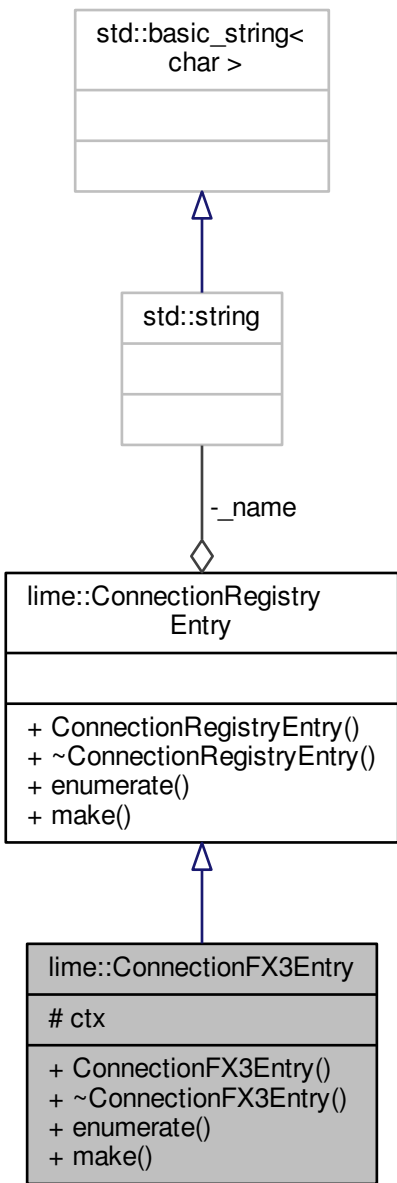 std::basic_string<
char >
std::string
-_name
lime::ConnectionRegistry
Entry
+ ConnectionRegistryEntry()
+ ~ConnectionRegistryEntry()
+ enumerate()
+ make()
lime::ConnectionFX3Entry
# ctx
+ ConnectionFX3Entry()
+ ~ConnectionFX3Entry()
+ enumerate()
+ make()